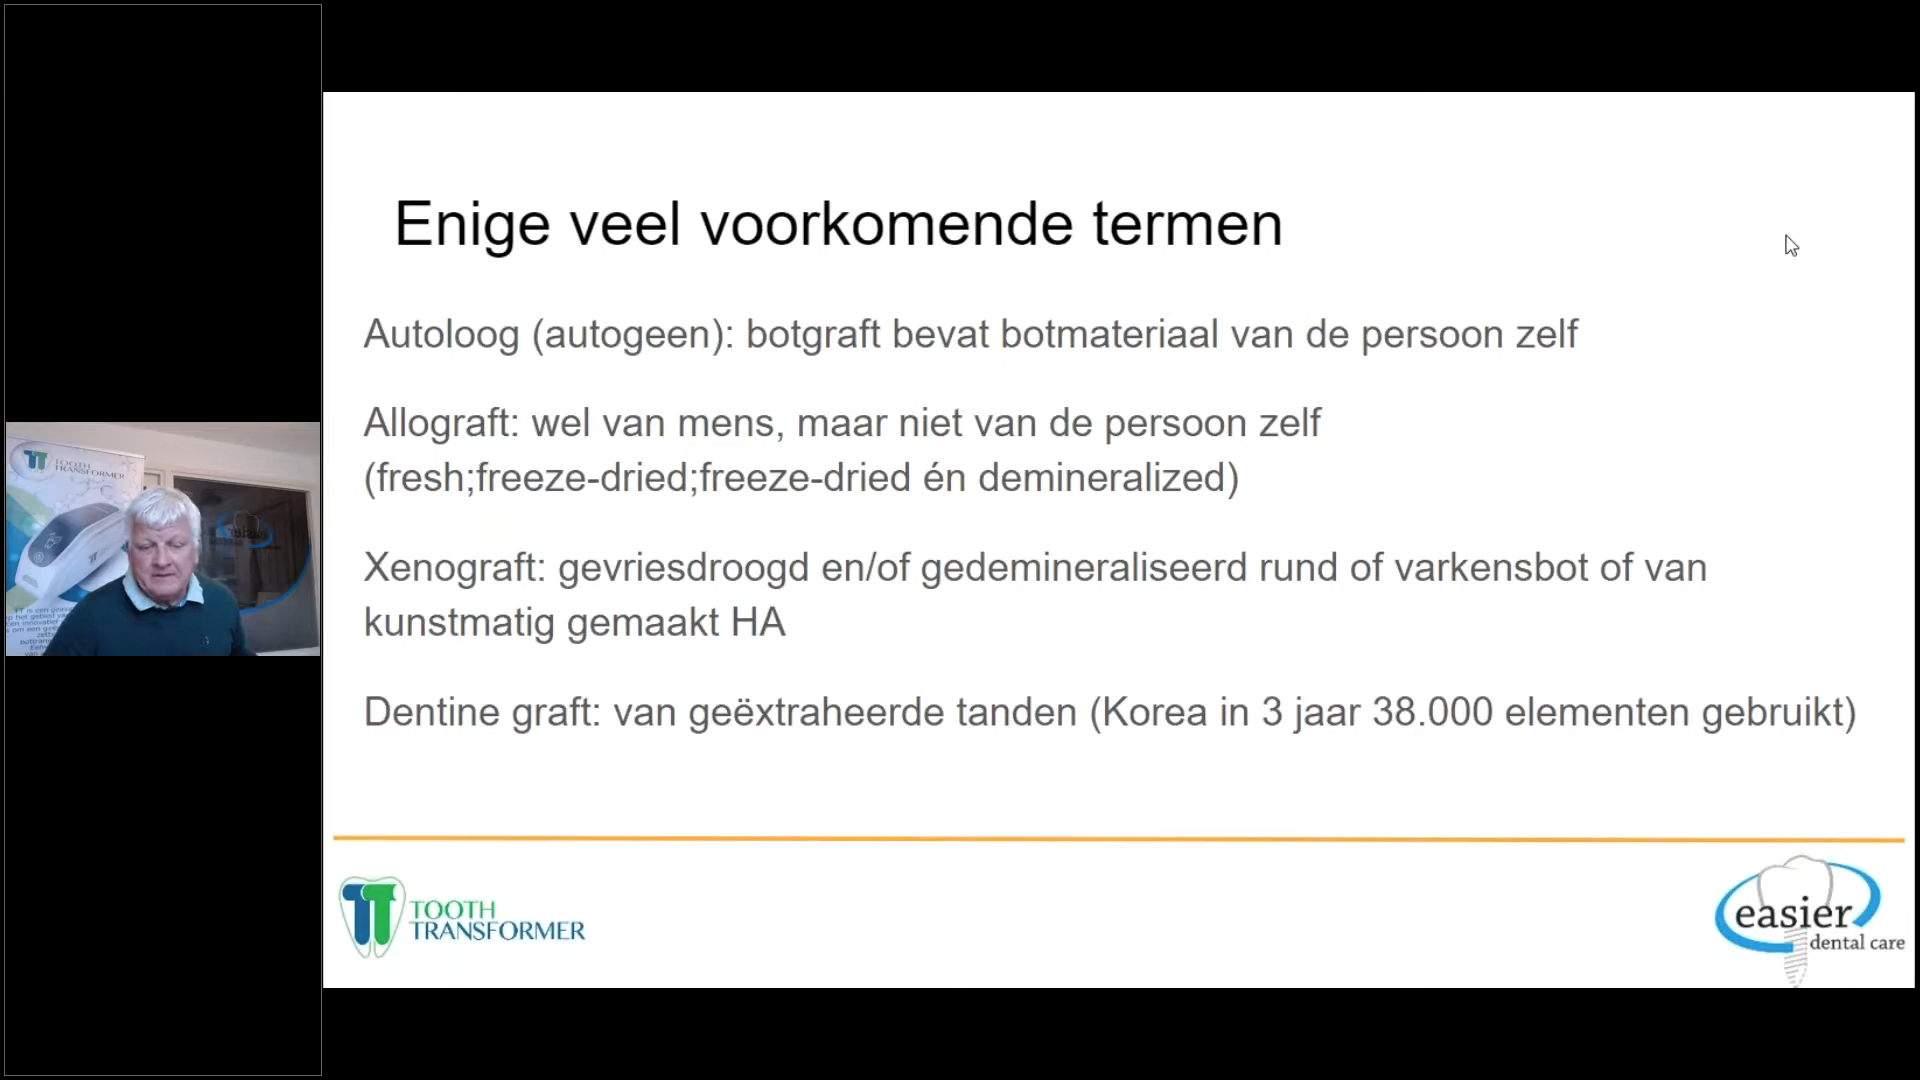 Enige veel voorkomende termen
Autoloog (autogeen): botgraft bevat botmateriaal van de persoon zelf
Allograft: wel van mens, maar niet van de persoon zelf
(fresh;freeze-dried;freeze-dried én demineralized)
Xenograft: gevriesdroogd en/of gedemineraliseerd rund of varkensbot of van
kunstmatig gemaakt HA
Dentine graft: van geëxtraheerde tanden (Korea in 3 jaar 38.000 elementen gebruikt)
TOOTH
TRANSFORMER
easier
dental care
TOOTH
TRANSFORMER
easier